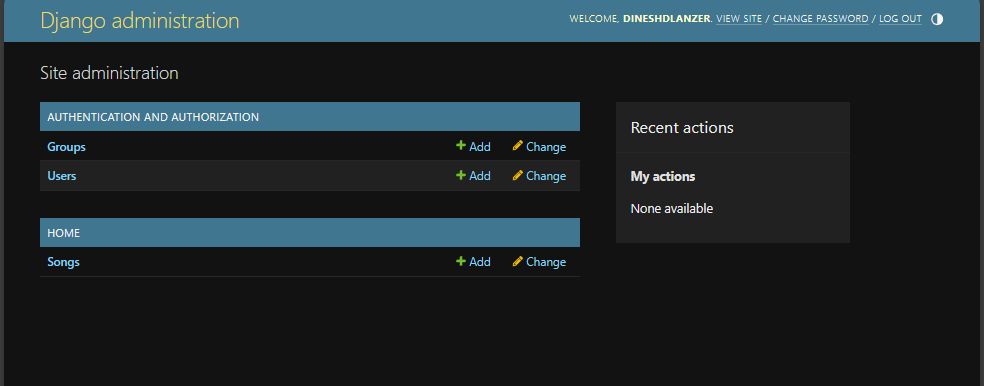 Django administration
WELCOME, DINESHDLANZER. VIEW SITE / CHANGE PASSWORD / LOG OUT
Site administration
AUTHENTICATION AND AUTHORIZATION
Groups Add Change
Users Add Change
HOME
Songs Add Change
Recent actions
My actions
None available